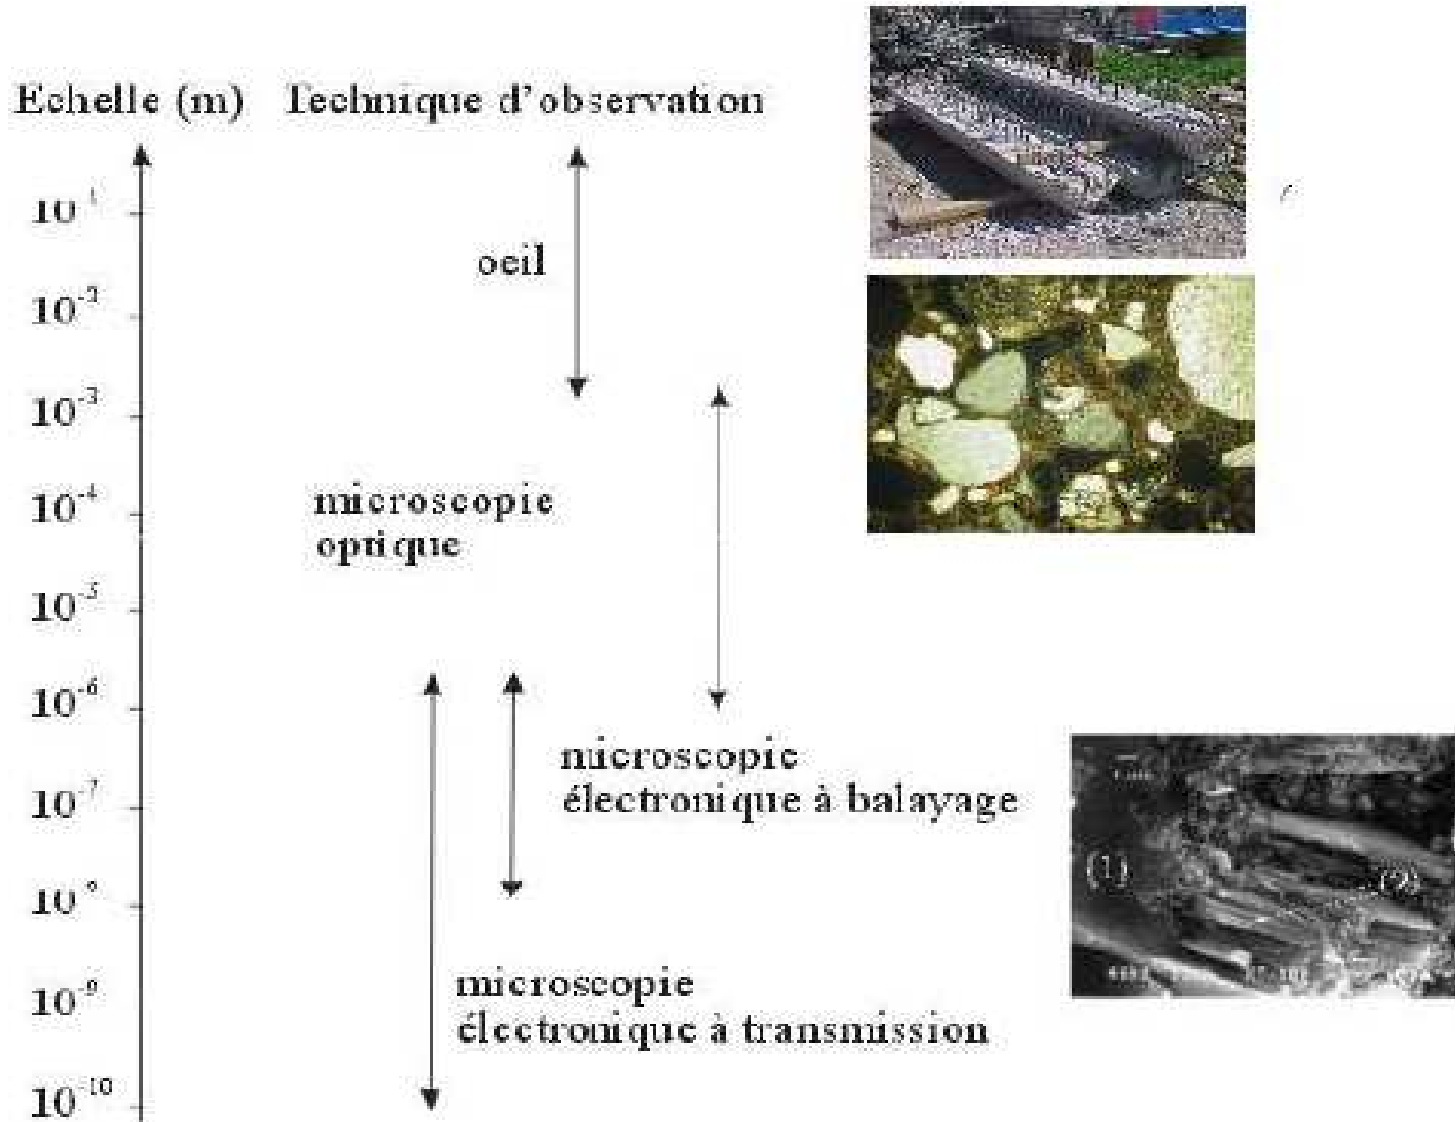 Echelle (m) Technique d'observation
10⁻¹
oeil
10⁻²
10⁻³
microscopie
optique
10⁻⁴
10⁻⁵
10⁻⁶
microscopie
électronique à balayage
10⁻⁷
(1) (2)
10⁻⁸
microscopie
électronique à transmission
10⁻⁹
10⁻¹⁰